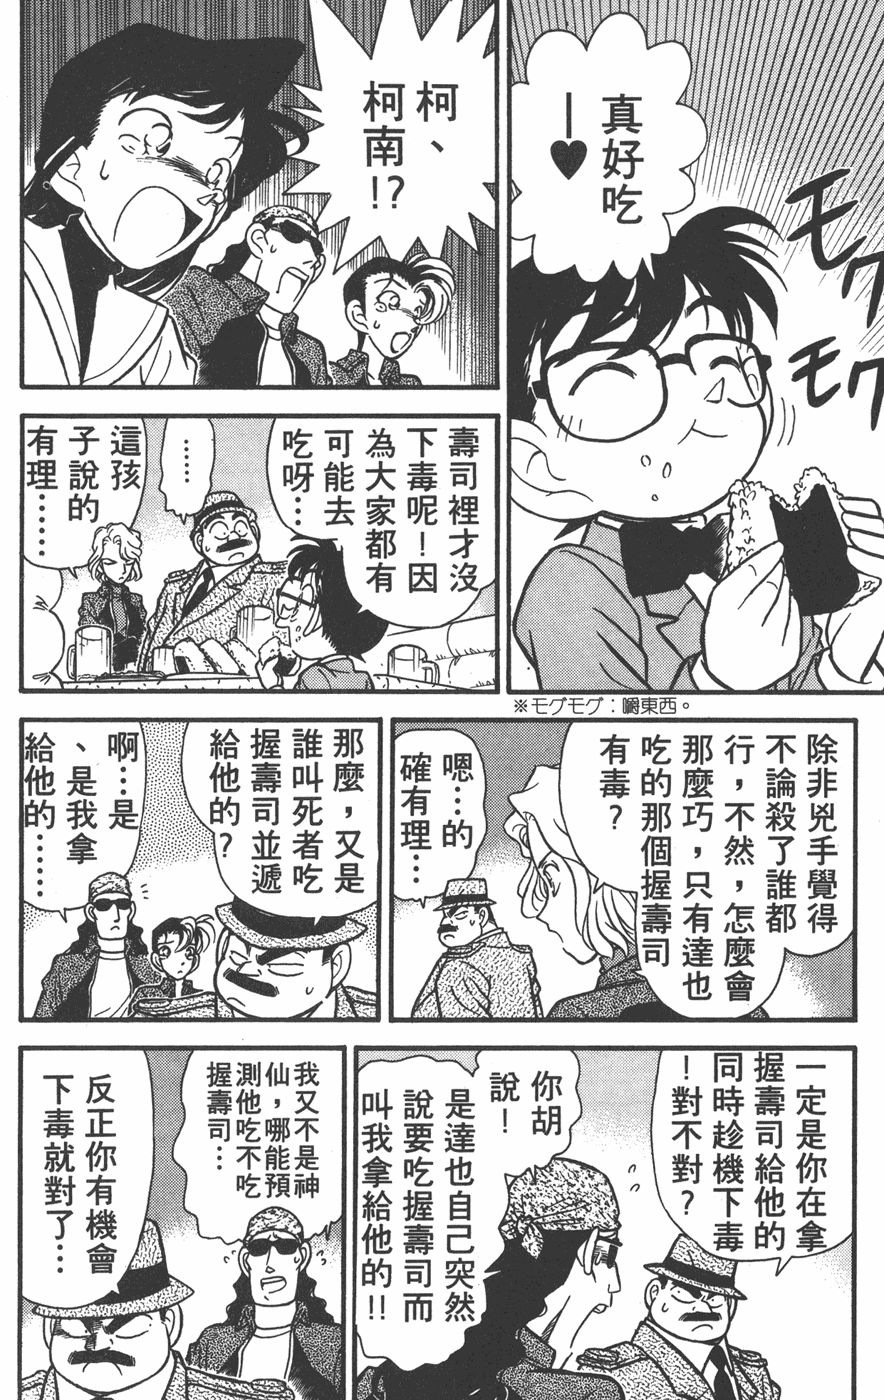 真好吃
—♥
モグ
モグ
柯、
柯南!?
※モグモグ：嚼東西。
壽司裡才沒
下毒呢！因
為大家都有
可能去
吃呀…
……
這孩
子說的
有理……
除非兇手覺得
不論殺了誰都
行，不然，怎麼會
那麼巧，只有達也
吃的那個握壽司
有毒？
嗯…的
確有理…
那麼，又是
誰叫死者吃
握壽司並遞
給他的？
啊…是
、是我拿
給他的……
一定是你在拿
握壽司給他的
同時趁機下毒
！對不對？
你胡
說！
是達也自己突然
說要吃握壽司而
叫我拿給他的!!
我又不是神
仙，哪能預
測他吃不吃
握壽司…
反正你有機會
下毒就對了…